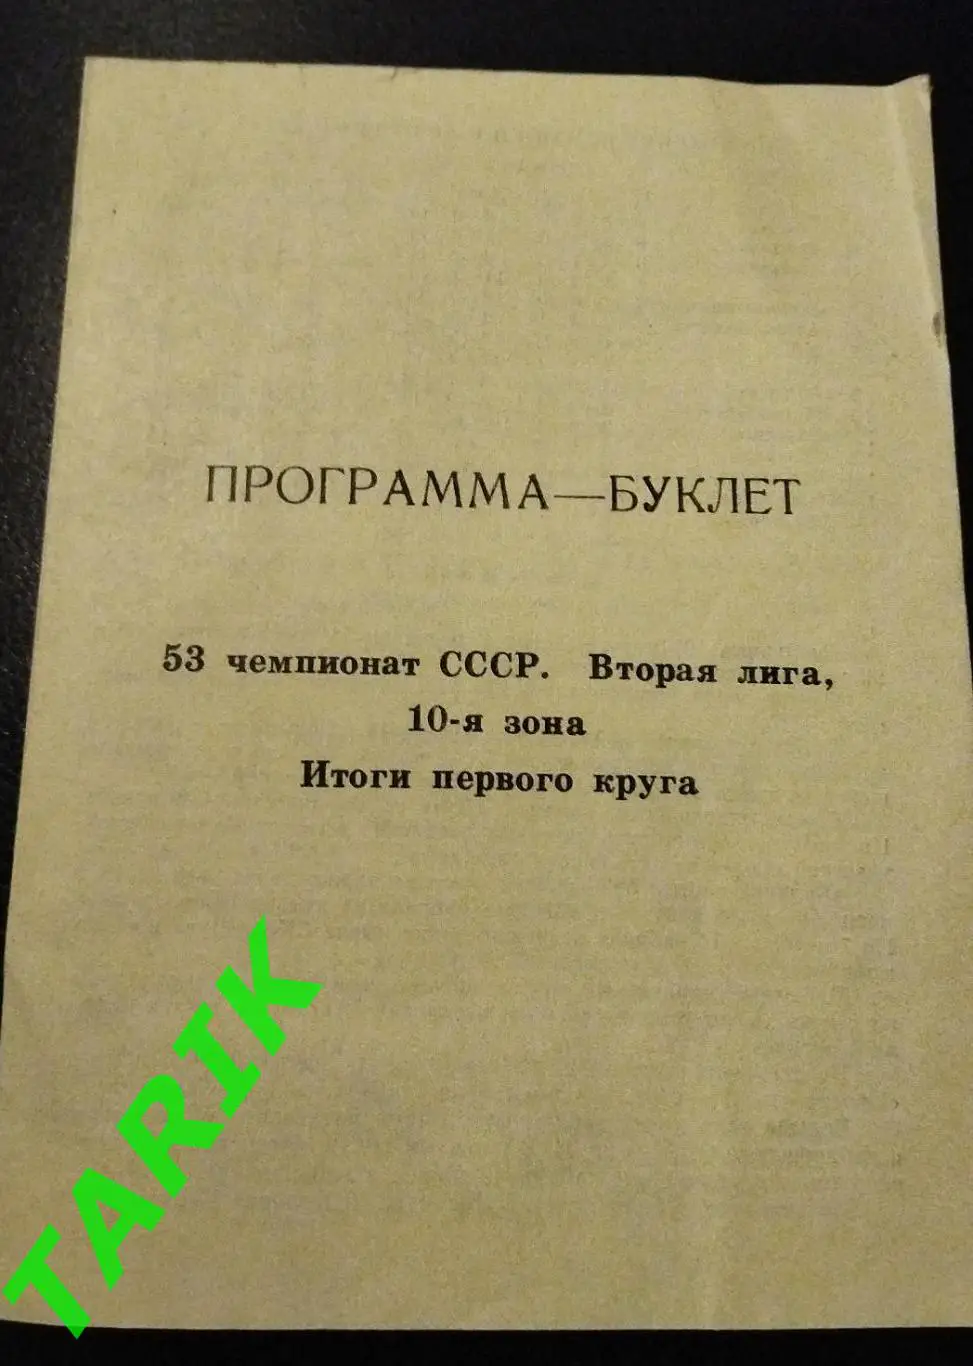 ПРОГРАММА—БУКЛЕТ
53 чемпионат СССР. Вторая лига,
10-я зона
Итоги первого круга
TARIK